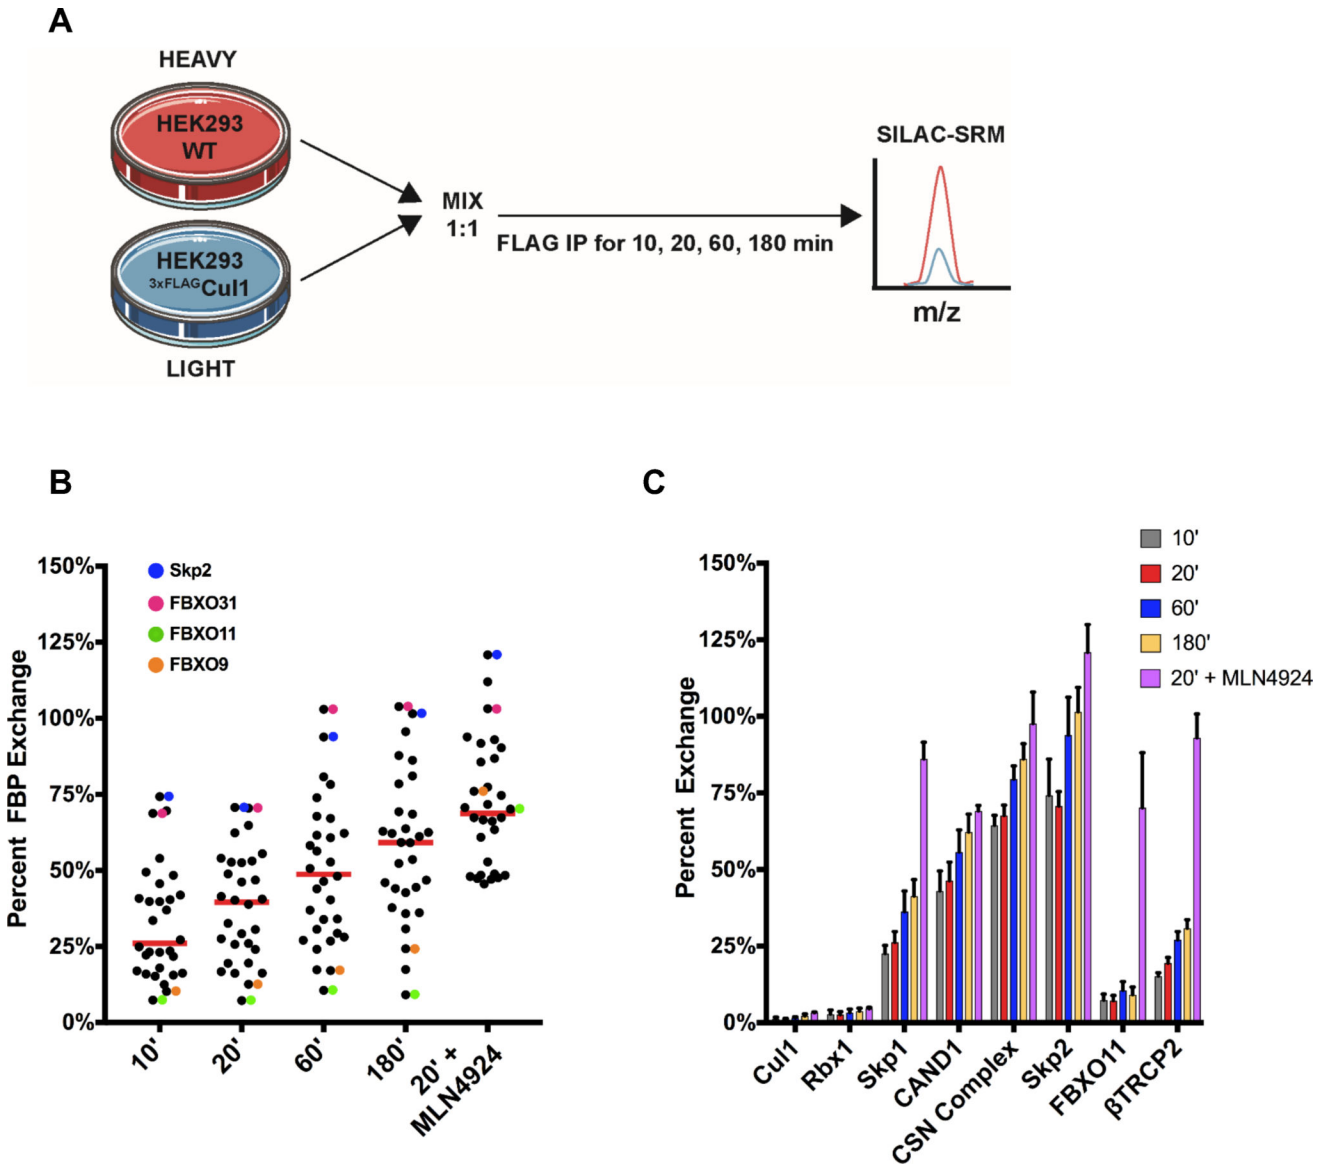 A
HEAVY
HEK293
WT
HEK293
3xFLAGCul1
LIGHT
MIX
1:1
FLAG IP for 10, 20, 60, 180 min
SILAC-SRM
m/z
B
Percent FBP Exchange
150%
125%
100%
75%
50%
25%
0%
Skp2
FBXO31
FBXO11
FBXO9
10'
20'
60'
180'
20' +
MLN4924
C
Percent Exchange
150%
125%
100%
75%
50%
25%
0%
10'
20'
60'
180'
20' + MLN4924
Cul1
Rbx1
Skp1
CAND1
CSN Complex
Skp2
FBXO11
βTRCP2